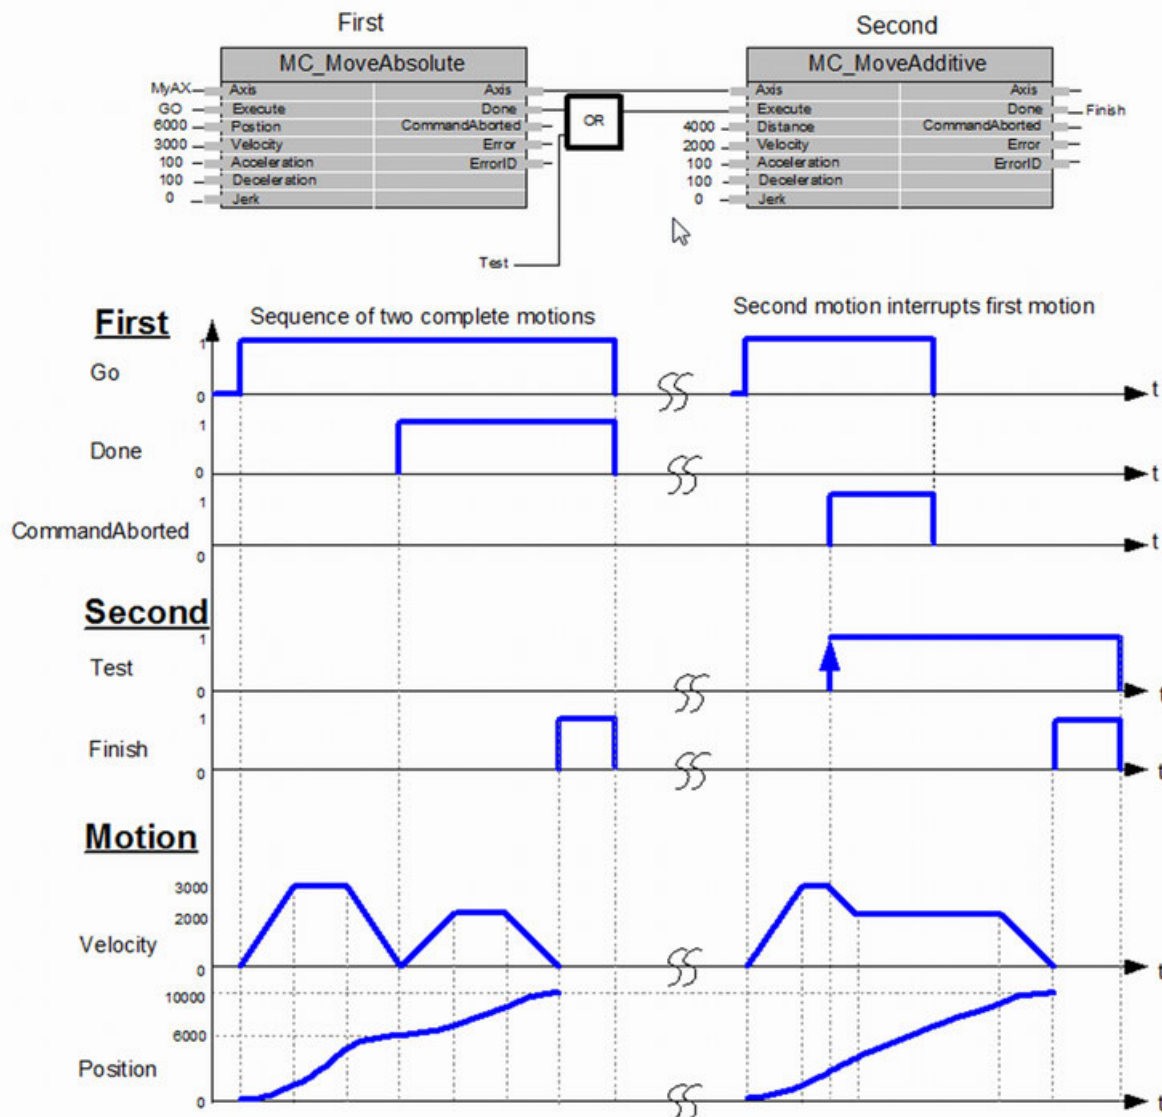 First
Second
MC_MoveAbsolute
MC_MoveAdditive
MyAX Axis Axis
GO Execute Done
6000 Postion CommandAborted
3000 Velocity Error
100 Acceleration ErrorID
100 Deceleration
0 Jerk
OR
Axis Axis
Execute Done Finish
4000 Distance CommandAborted
2000 Velocity Error
100 Acceleration ErrorID
100 Deceleration
0 Jerk
Test
First
Sequence of two complete motions
Second motion interrupts first motion
1
Go
0
t
1
Done
0
t
1
CommandAborted
0
t
Second
1
Test
0
t
1
Finish
0
t
Motion
3000
2000
Velocity
0
t
10000
6000
Position
0
t